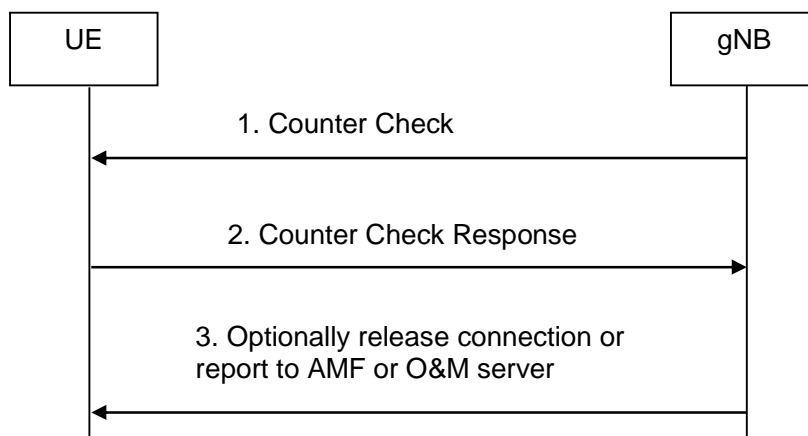 UE
gNB
1. Counter Check
2. Counter Check Response
3. Optionally release connection or
report to AMF or O&M server